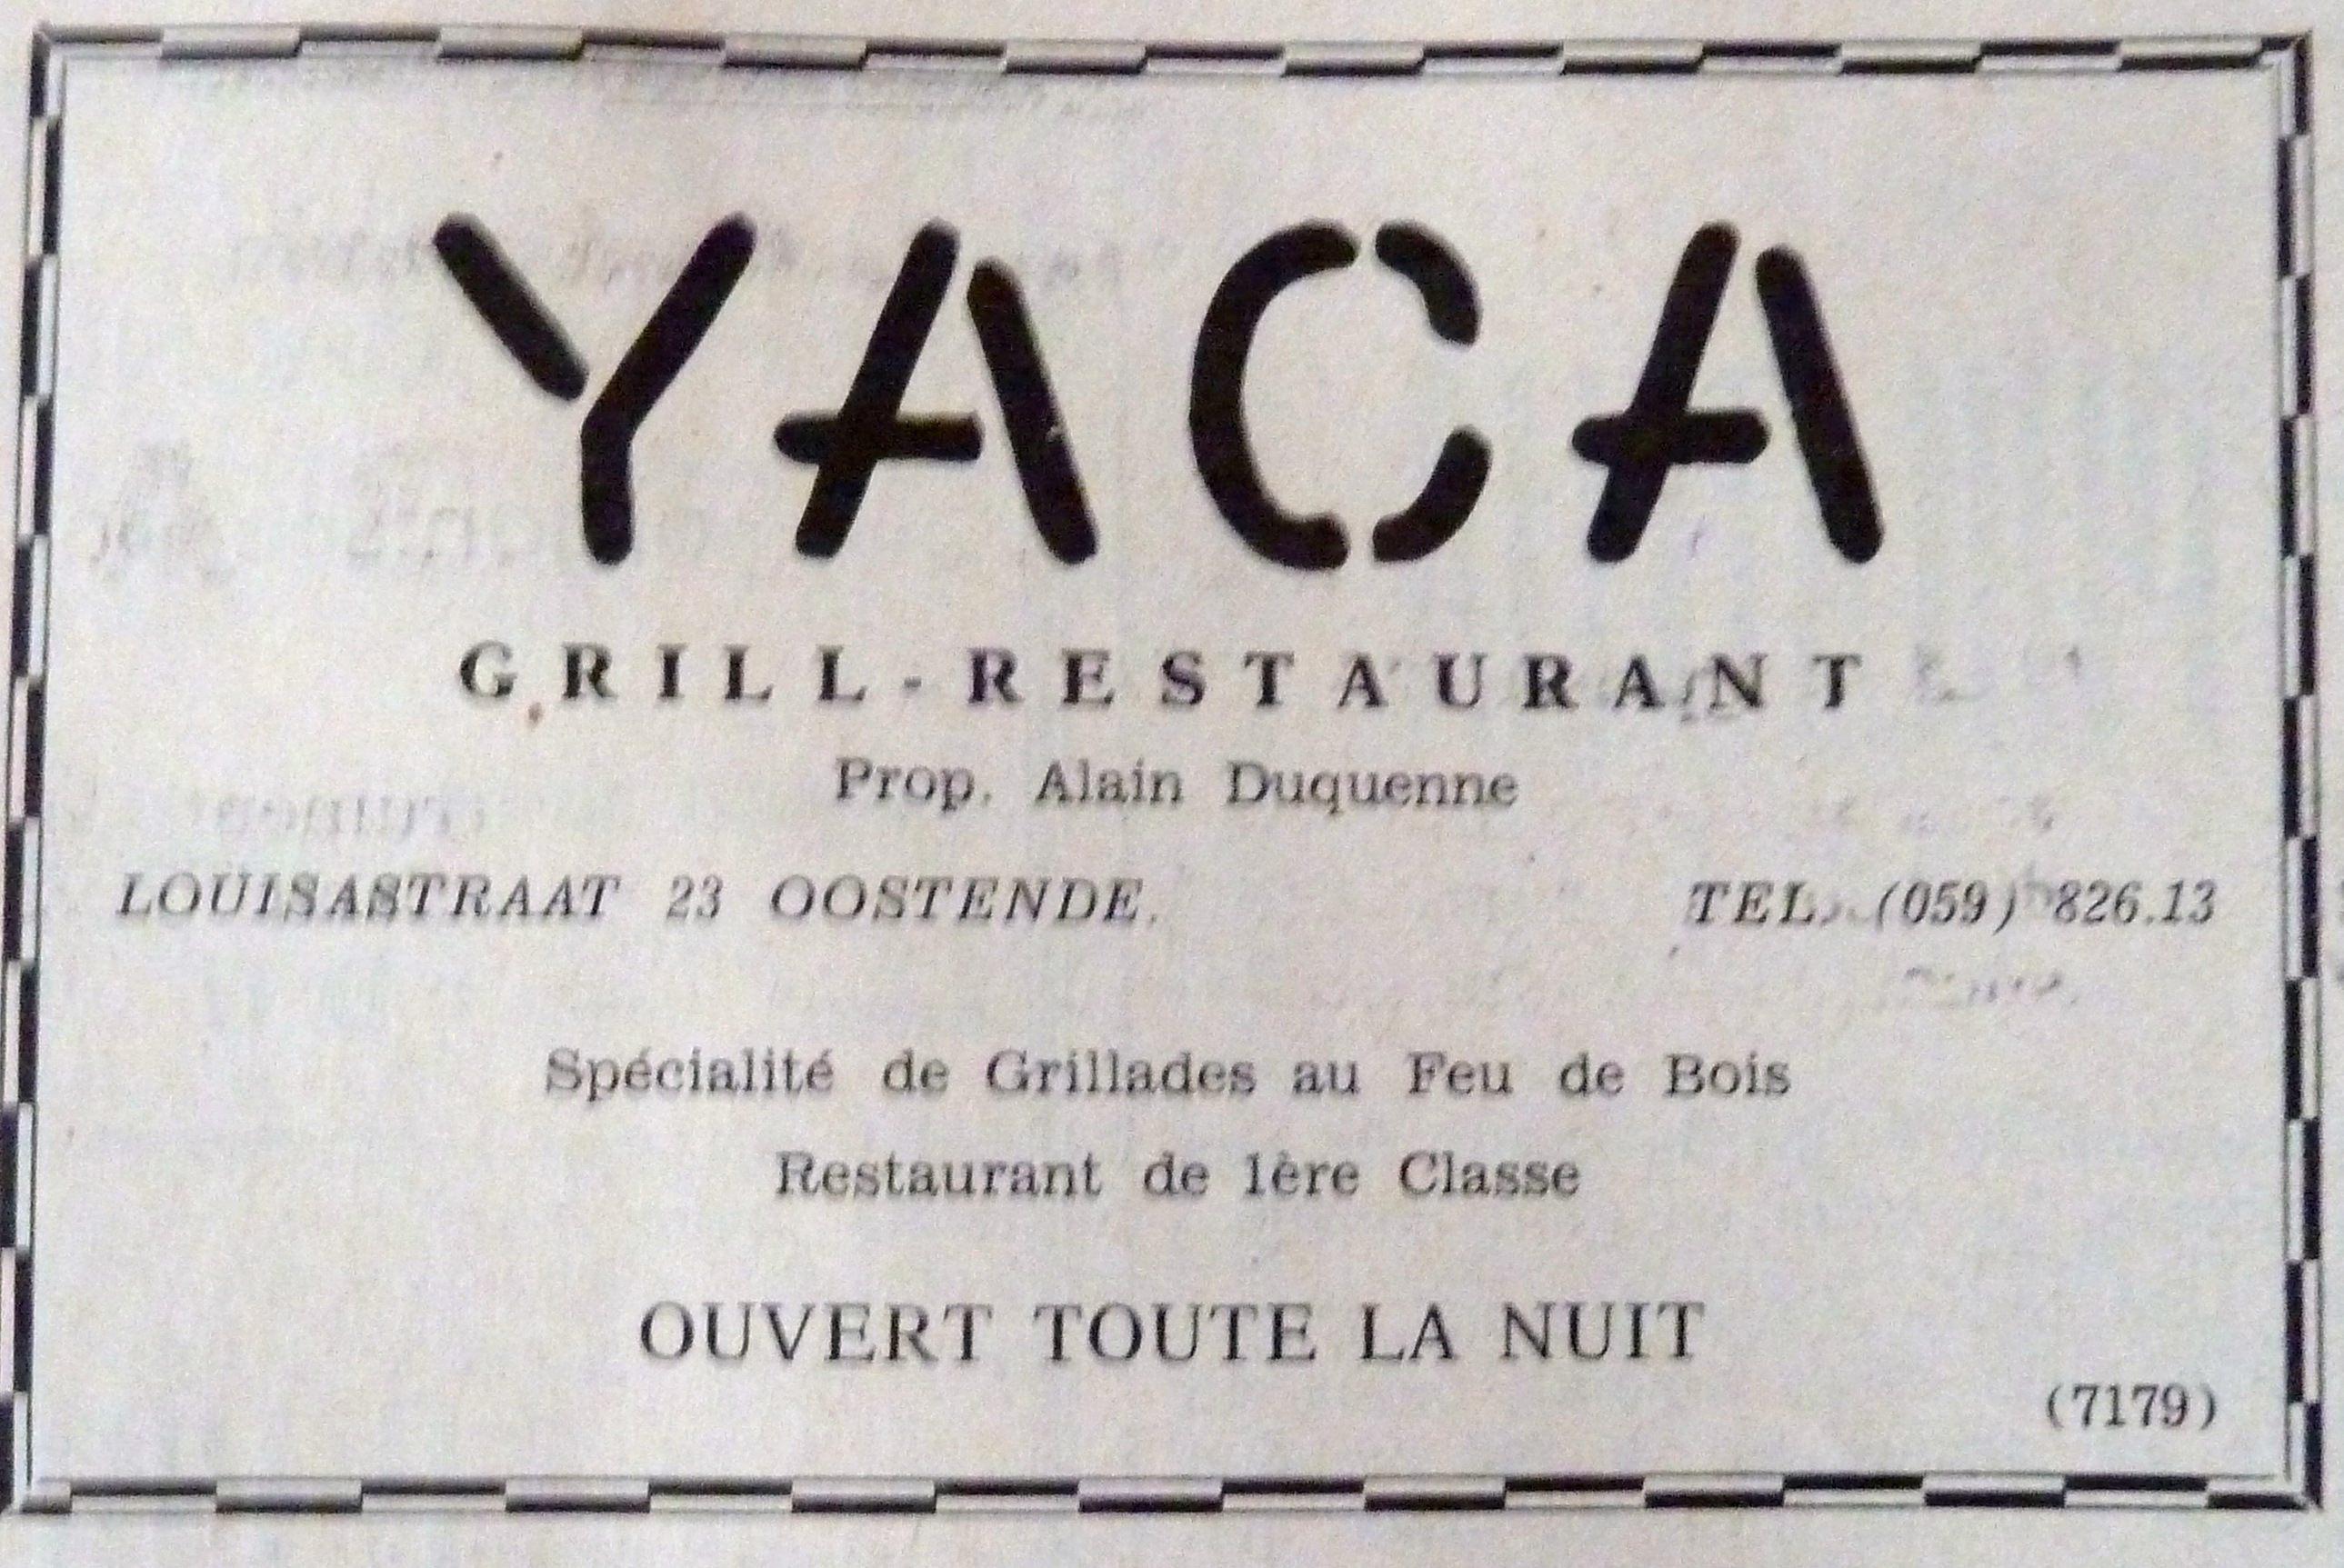 YACA
GRILL-RESTAURANT
Prop. Alain Duquenne
LOUISASTRAAT 23 OOSTENDE. TEL. (059) 826.13
Spécialité de Grillades au Feu de Bois
Restaurant de 1ère Classe
OUVERT TOUTE LA NUIT
(7179)